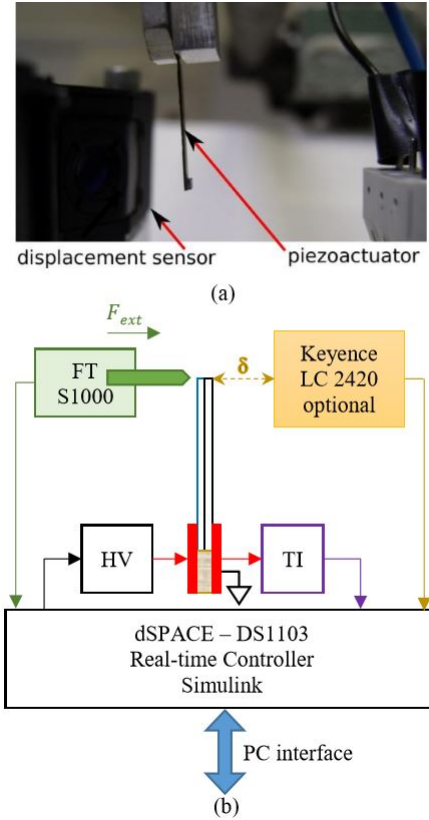 displacement sensor
piezoactuator
(a)
F_ext
FT
S1000
δ
Keyence
LC 2420
optional
HV
TI
dSPACE – DS1103
Real-time Controller
Simulink
PC interface
(b)